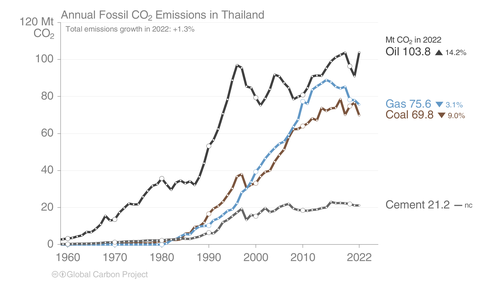 Annual Fossil CO₂ Emissions in Thailand
Total emissions growth in 2022: +1.3%
120 Mt
CO₂
100
80
60
40
20
0
1960 1970 1980 1990 2000 2010 2022
Mt CO₂ in 2022
Oil 103.8 ▲ 14.2%
Gas 75.6 ▼ 3.1%
Coal 69.8 ▼ 9.0%
Cement 21.2 — nc
Global Carbon Project